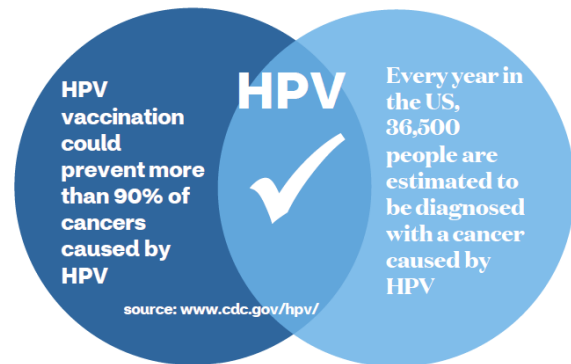 HPV
HPV
vaccination
could
prevent more
than 90% of
cancers
caused by
HPV
Every year in
the US,
36,500
people are
estimated to
be diagnosed
with a cancer
caused by
HPV
source: www.cdc.gov/hpv/